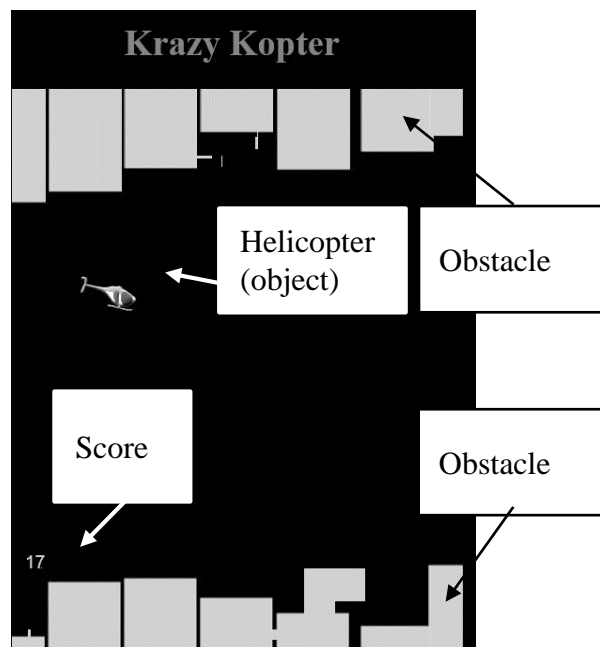 Krazy Kopter
Helicopter
(object)
Obstacle
Score
Obstacle
17